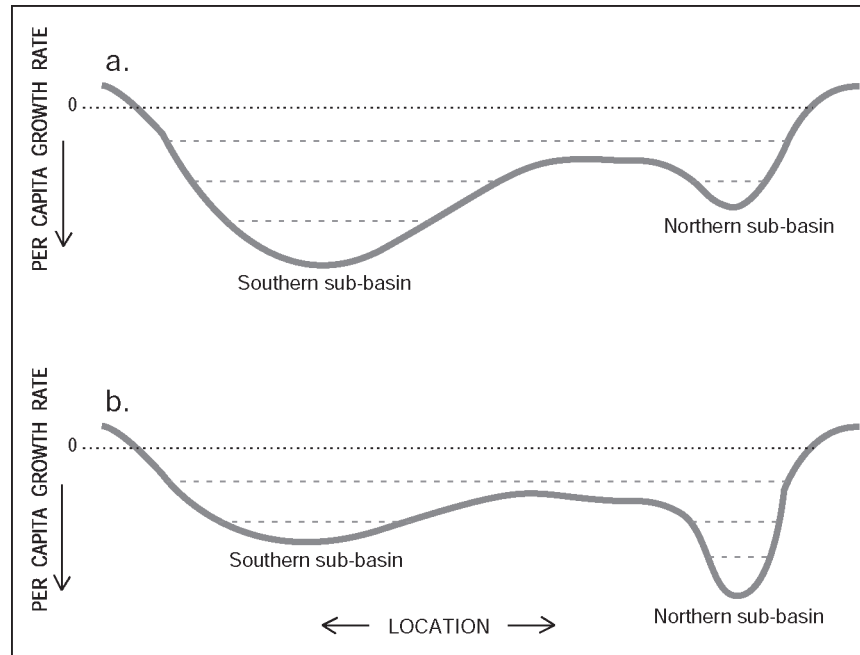 a.
PER CAPITA GROWTH RATE
0
Northern sub-basin
Southern sub-basin
b.
PER CAPITA GROWTH RATE
0
Southern sub-basin
Northern sub-basin
LOCATION